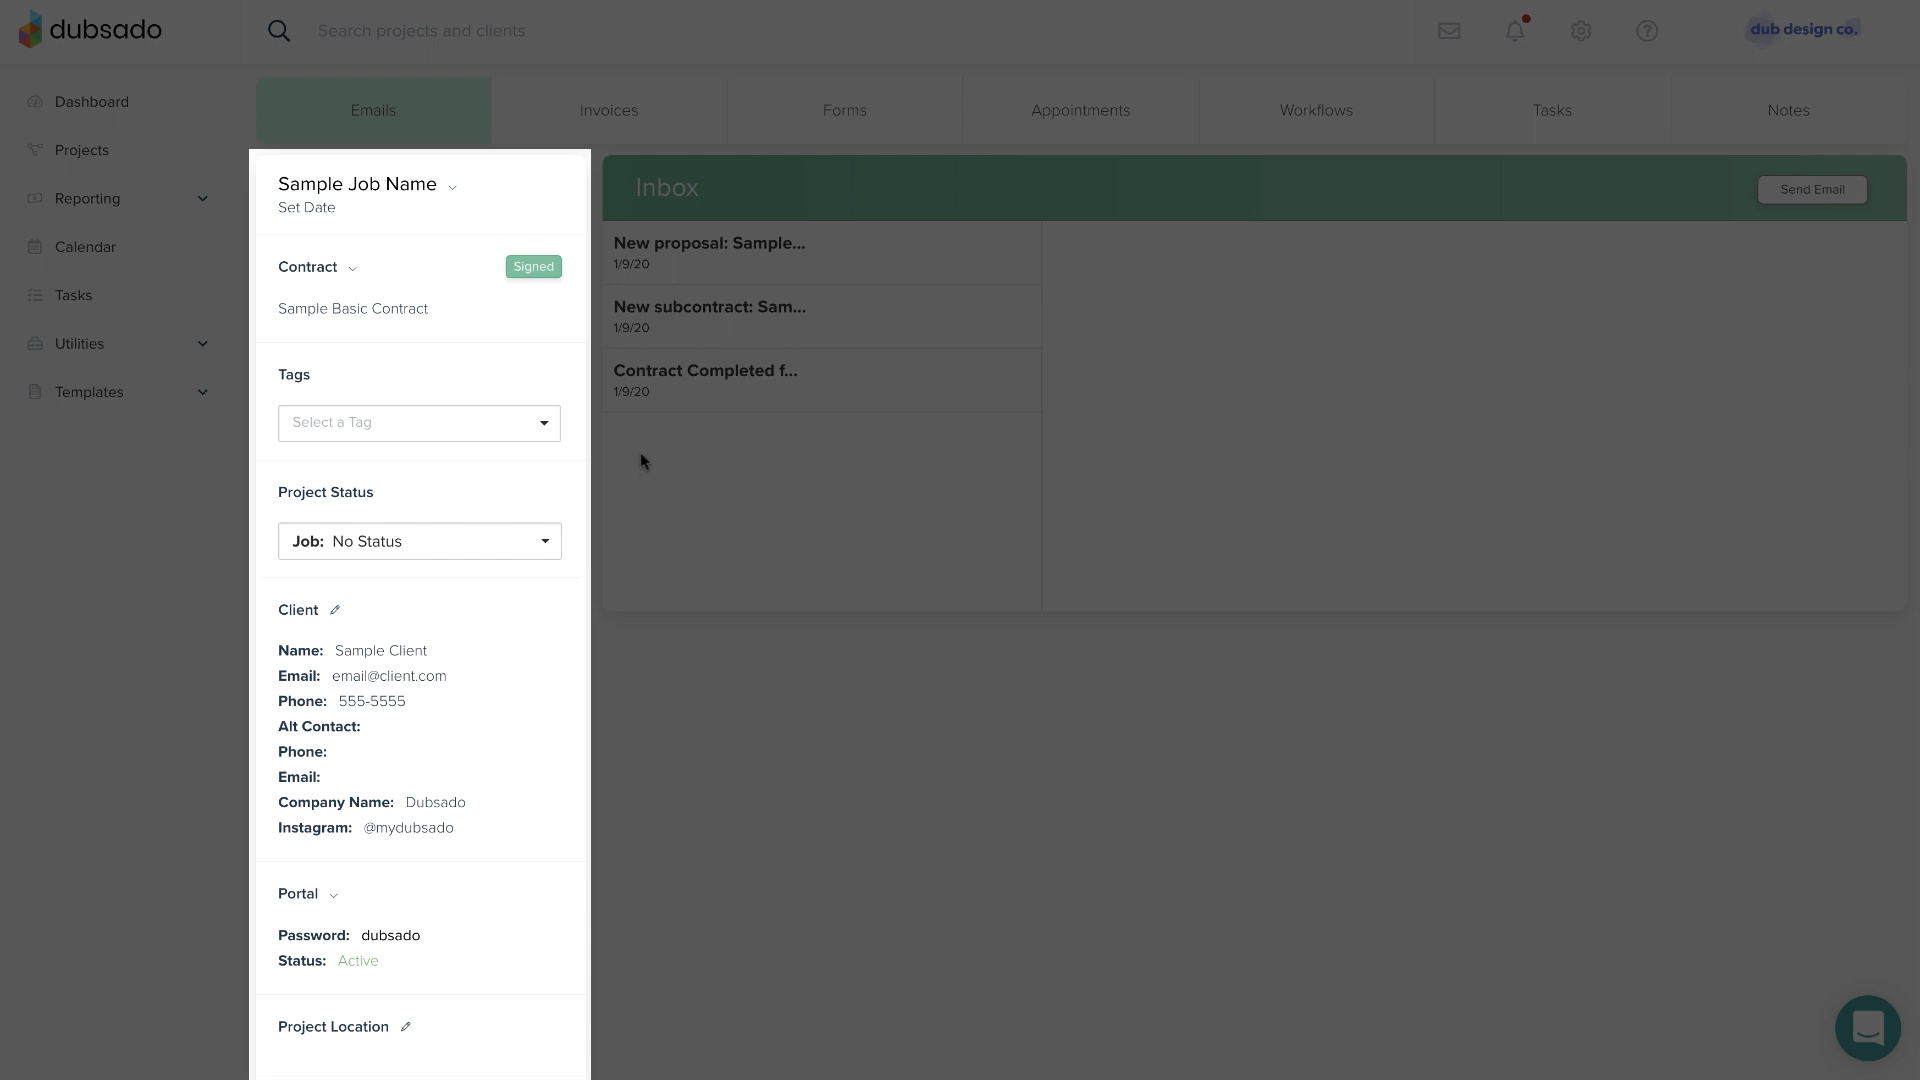 dubsado
Search projects and clients
dub design co.
Dashboard
Projects
Reporting
Calendar
Tasks
Utilities
Templates
Emails
Invoices
Forms
Appointments
Workflows
Tasks
Notes
Sample Job Name
Set Date
Contract
Signed
Sample Basic Contract
Tags
Select a Tag
Project Status
Job: No Status
Client
Name: Sample Client
Email: email@client.com
Phone: 555-5555
Alt Contact:
Phone:
Email:
Company Name: Dubsado
Instagram: @mydubsado
Portal
Password: dubsado
Status: Active
Project Location
Inbox
Send Email
New proposal: Sample...
1/9/20
New subcontract: Sam...
1/9/20
Contract Completed f...
1/9/20